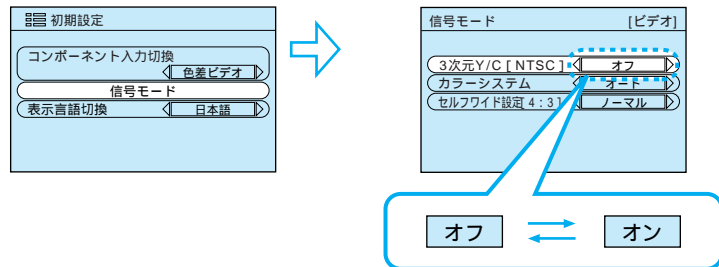 初期設定
コンポーネント入力切換
色差ビデオ
信号モード
表示言語切換 日本語
信号モード [ビデオ]
3次元Y/C [ NTSC ] オフ
カラーシステム オート
セルフワイド設定[ 4 : 3 ] ノーマル
オフ オン